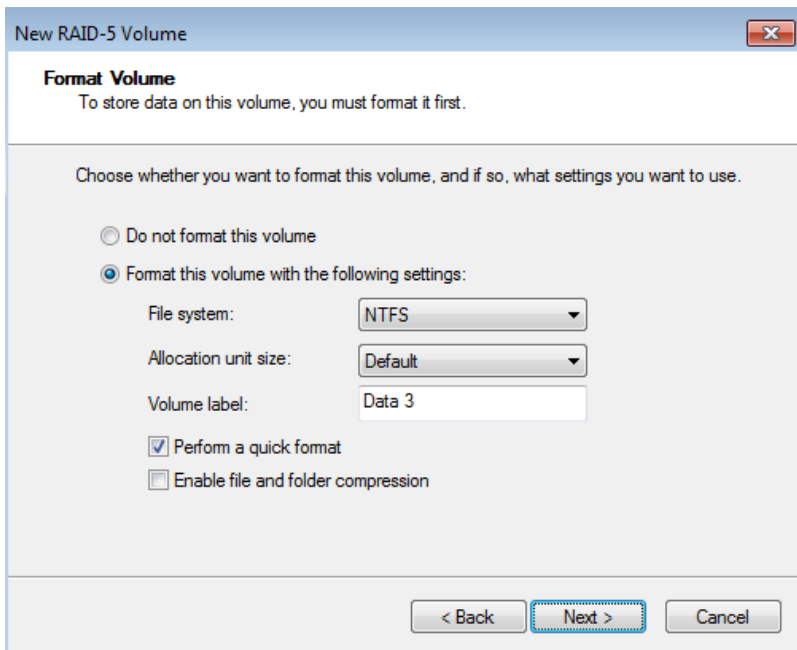 New RAID-5 Volume
Format Volume
To store data on this volume, you must format it first.
Choose whether you want to format this volume, and if so, what settings you want to use.
Do not format this volume
Format this volume with the following settings:
File system: NTFS
Allocation unit size: Default
Volume label: Data 3
Perform a quick format
Enable file and folder compression
< Back Next > Cancel